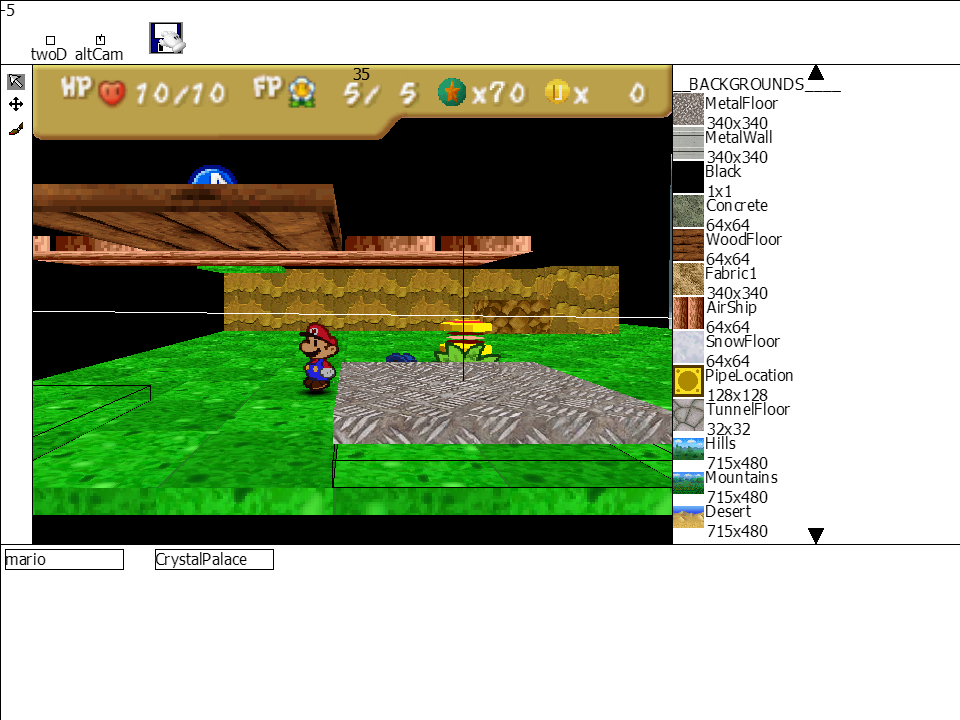 -5
twoD altCam
35
HP 10/10 FP 5/ 5 x70 x 0
__BACKGROUNDS____
MetalFloor
340x340
MetalWall
340x340
Black
1x1
Concrete
64x64
WoodFloor
64x64
Fabric1
340x340
AirShip
64x64
SnowFloor
64x64
PipeLocation
128x128
TunnelFloor
32x32
Hills
715x480
Mountains
715x480
Desert
715x480
mario CrystalPalace